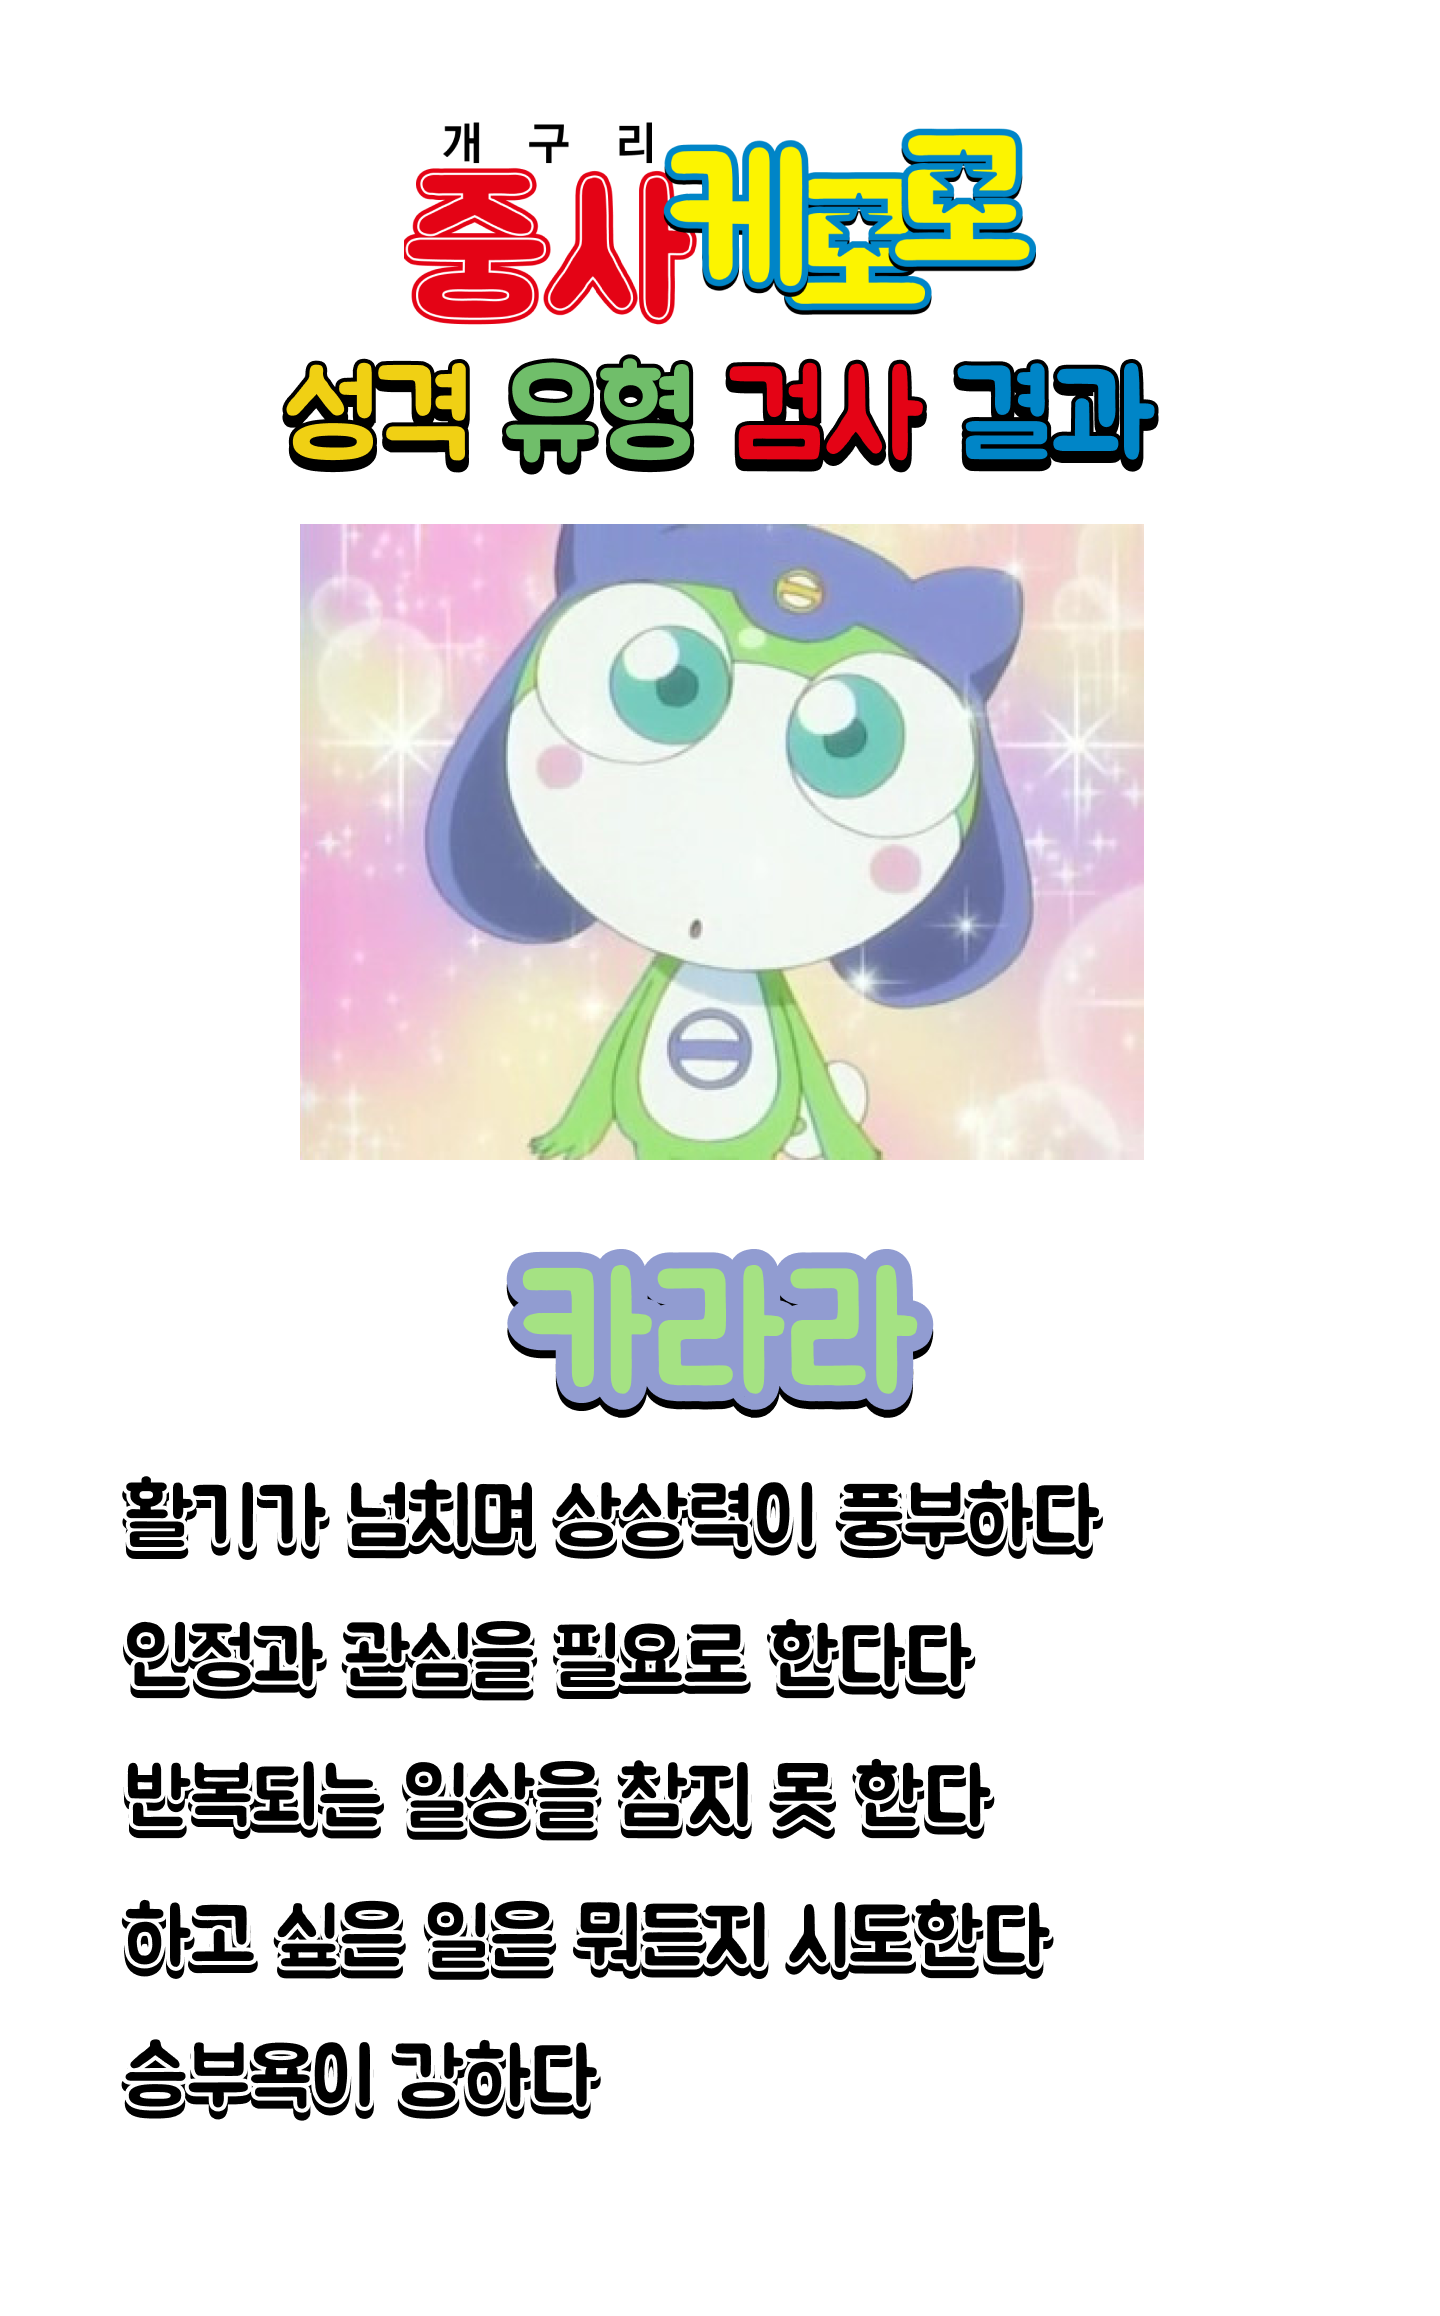 개 구 리
중사케로로
성격 유형 검사 결과
카라라
활기가 넘치며 상상력이 풍부하다
인정과 관심을 필요로 한다다
반복되는 일상을 참지 못 한다
하고 싶은 일은 뭐든지 시도한다
승부욕이 강하다